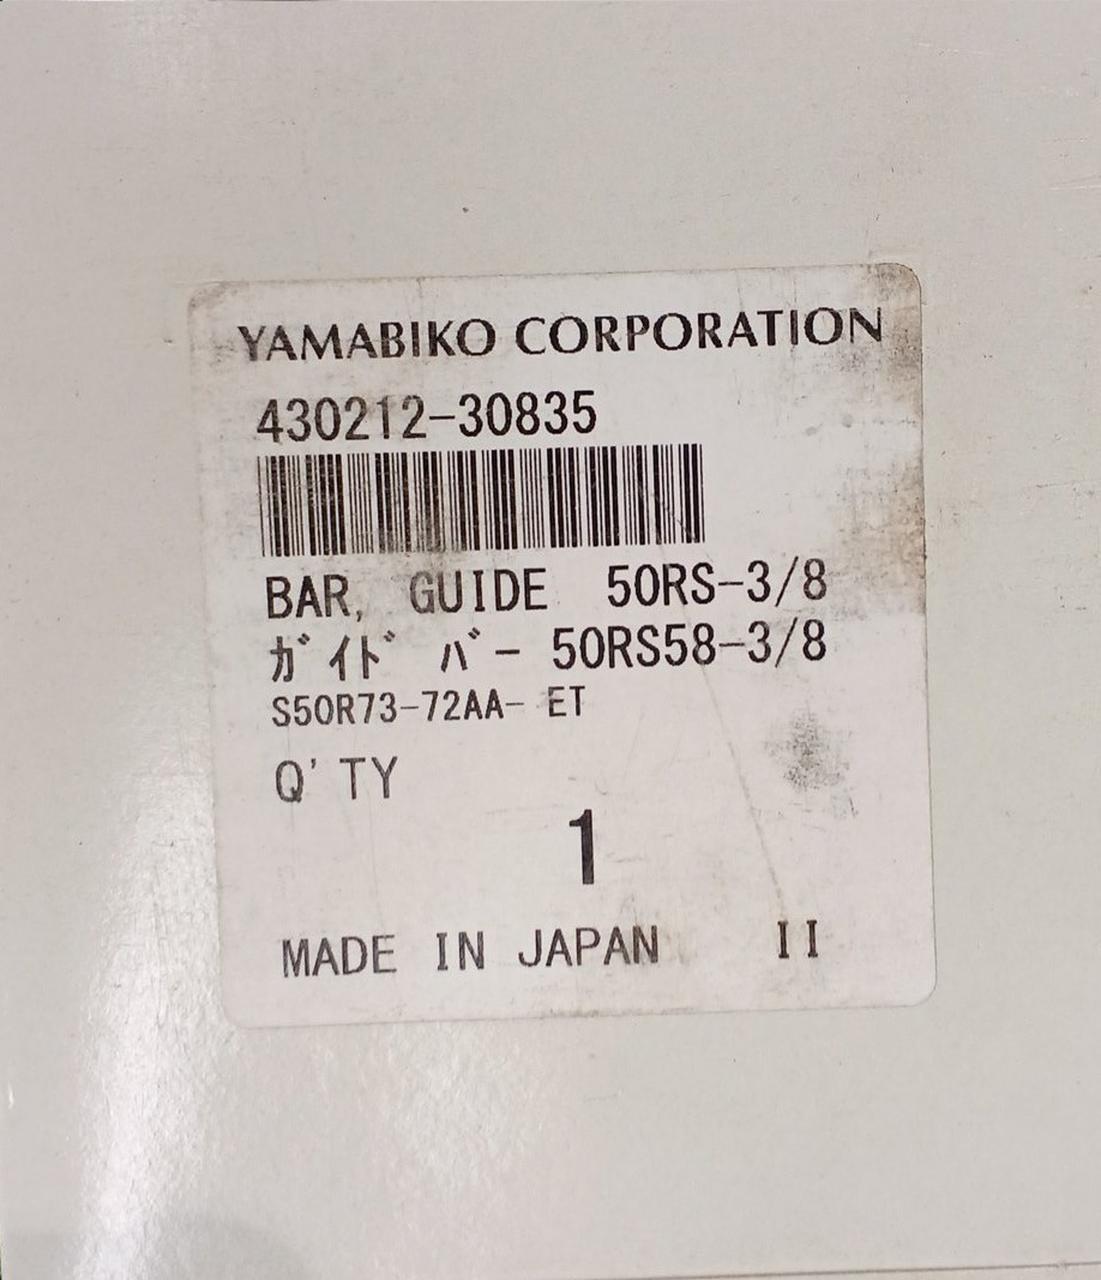 YAMABIKO CORPORATION
430212-30835
BAR, GUIDE 50RS-3/8
ガイド バー 50RS58-3/8
S50R73-72AA- ET
Q'TY
1
MADE IN JAPAN II